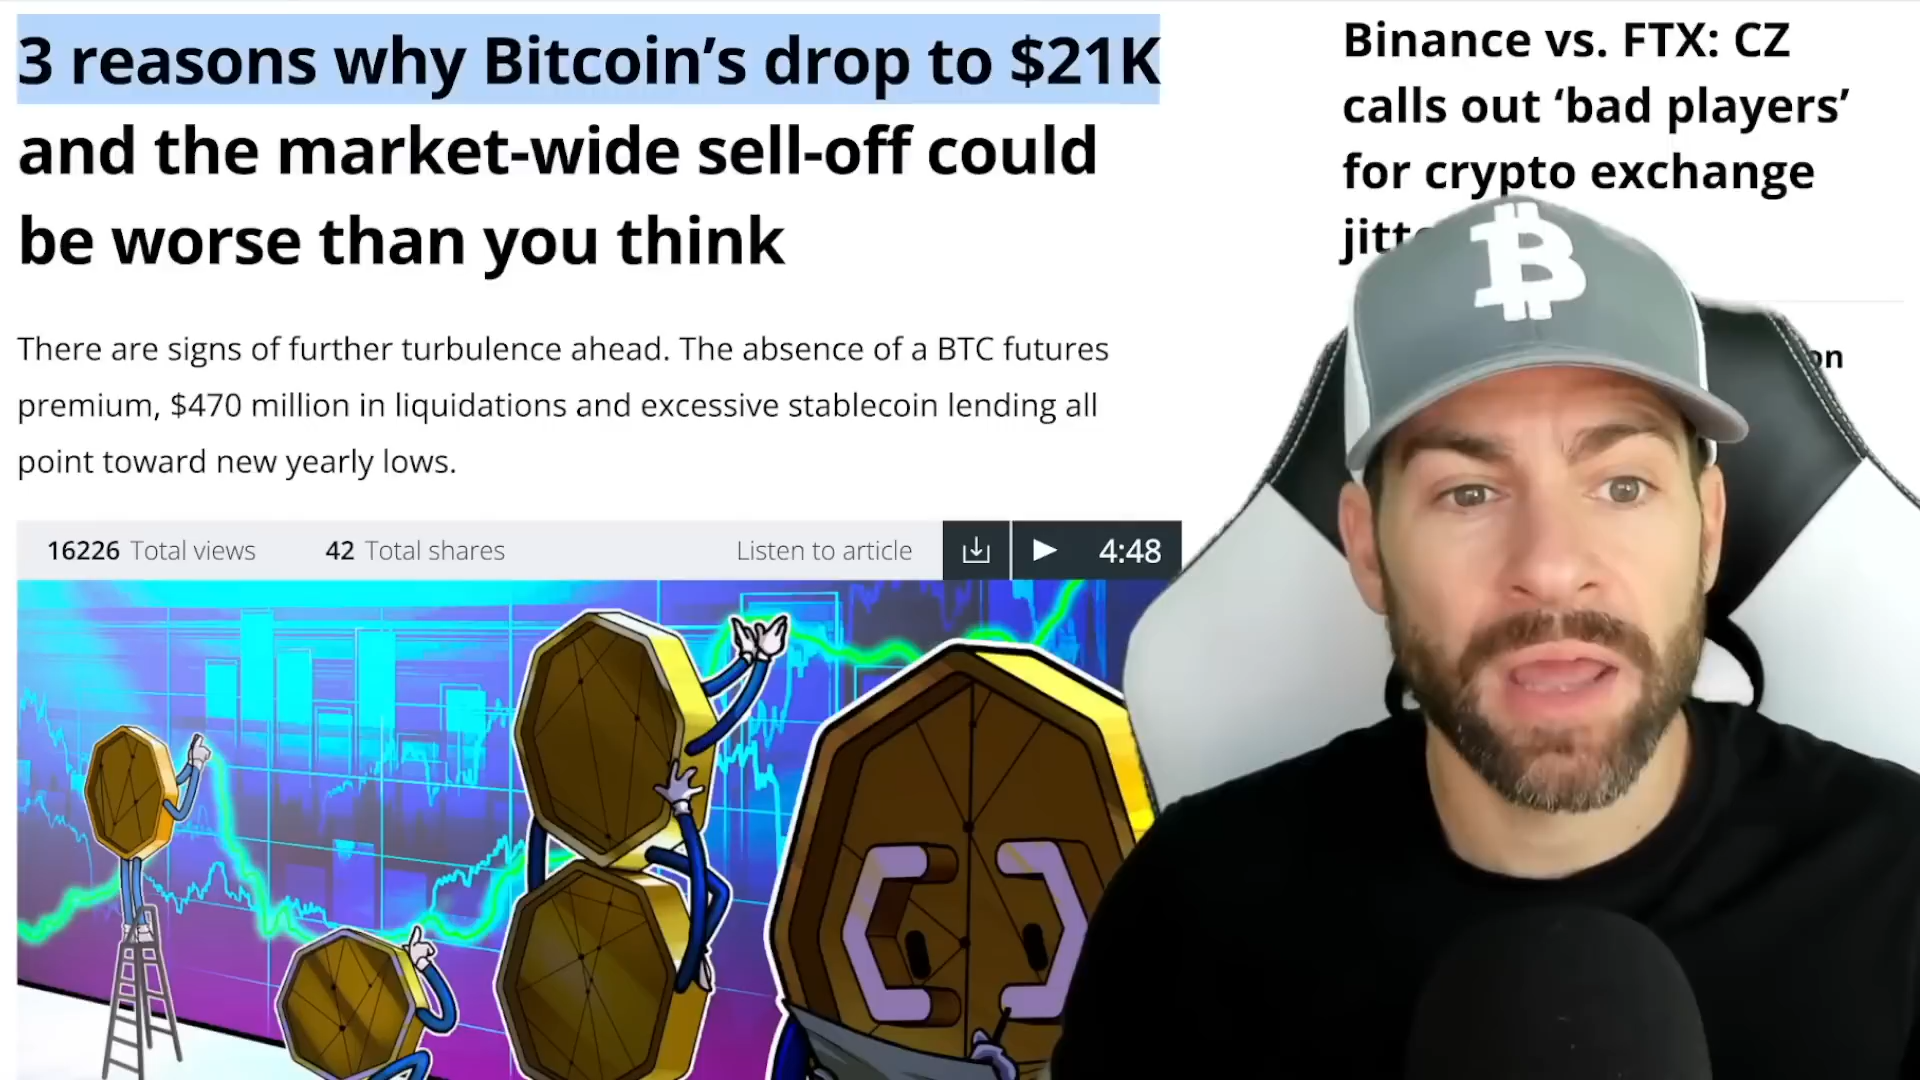 3 reasons why Bitcoin’s drop to $21K
and the market-wide sell-off could
be worse than you think
There are signs of further turbulence ahead. The absence of a BTC futures
premium, $470 million in liquidations and excessive stablecoin lending all
point toward new yearly lows.
16226 Total views 42 Total shares Listen to article 4:48
Binance vs. FTX: CZ
calls out ‘bad players’
for crypto exchange